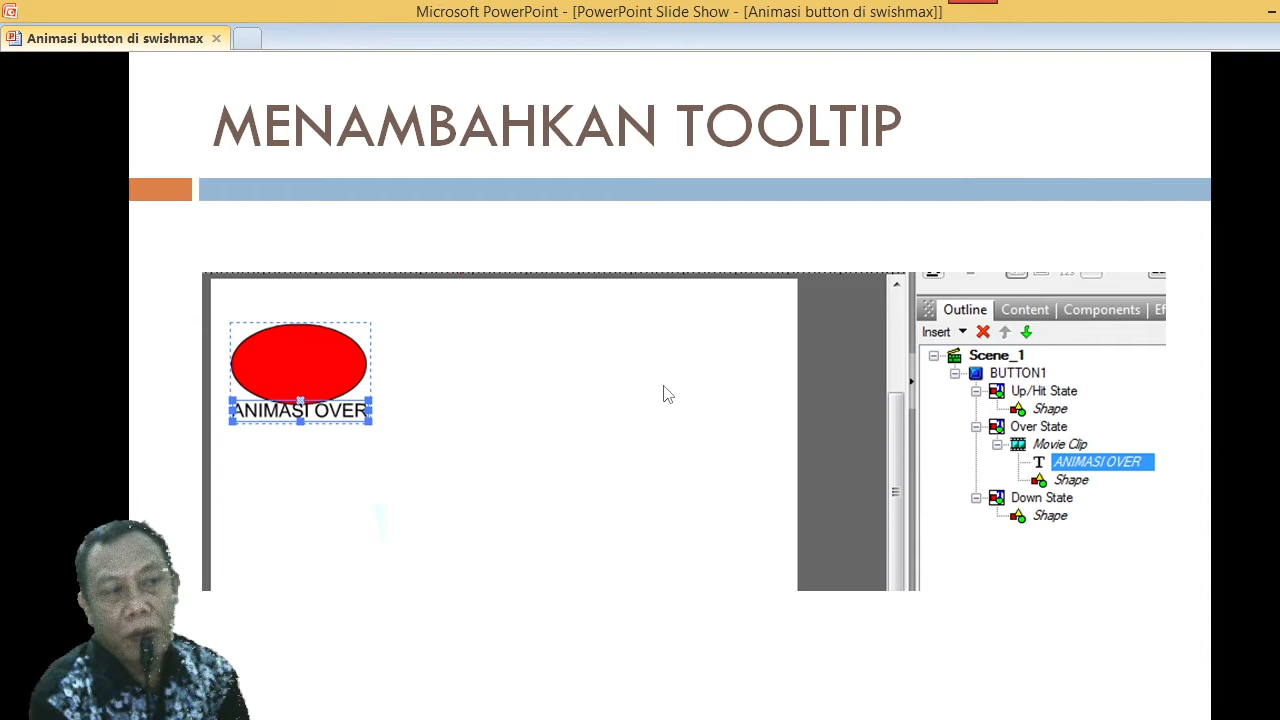 Microsoft PowerPoint - [PowerPoint Slide Show - [Animasi button di swishmax]]
Animasi button di swishmax
MENAMBAHKAN TOOLTIP
ANIMASI OVER
Outline
Content
Components
Insert
Scene_1
BUTTON1
Up/Hit State
Shape
Over State
Movie Clip
T ANIMASI OVER
Shape
Down State
Shape